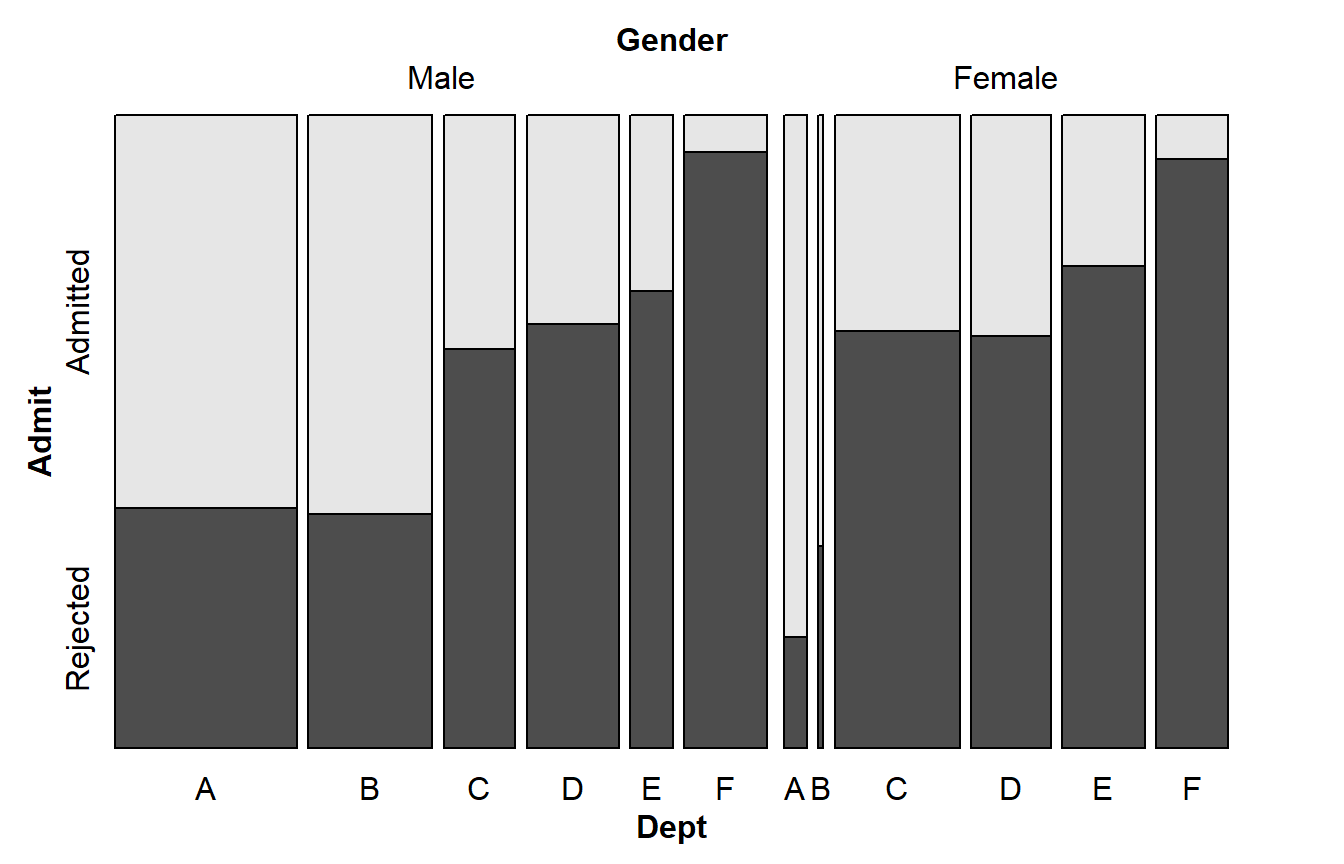 Gender
Male Female
Admit
Admitted
Rejected
A B C D E F A B C D E F
Dept